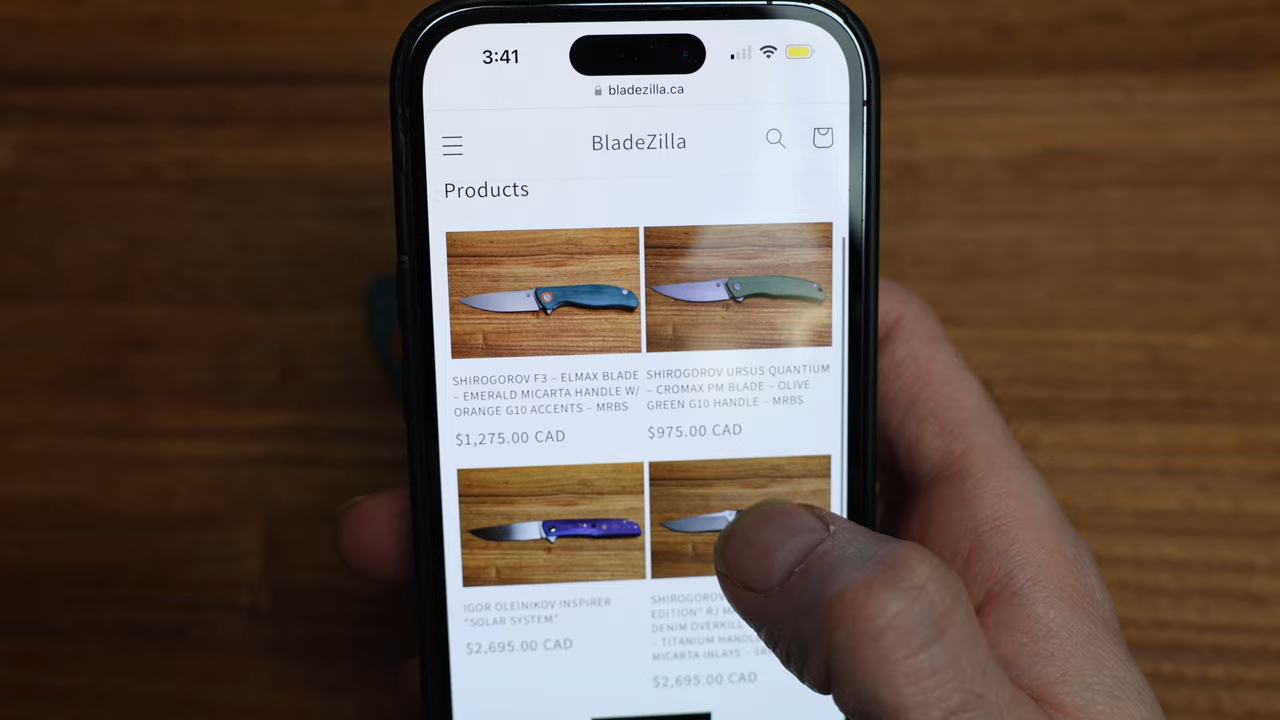 3:41
bladezilla.ca
BladeZilla
Products
SHIROGOROV F3 – ELMAX BLADE
– EMERALD MICARTA HANDLE W/
ORANGE G10 ACCENTS – MRBS
$1,275.00 CAD
SHIROGOROV URSUS QUANTIUM
– CROMAX PM BLADE – OLIVE
GREEN G10 HANDLE – MRBS
$975.00 CAD
IGOR OLEINIKOV INSPIRER
"SOLAR SYSTEM"
$2,695.00 CAD
SHIROGOROV
EDITION" RJ
DENIM OVERKILL
– TITANIUM HANDLE
MICARTA INLAYS –
$2,695.00 CAD